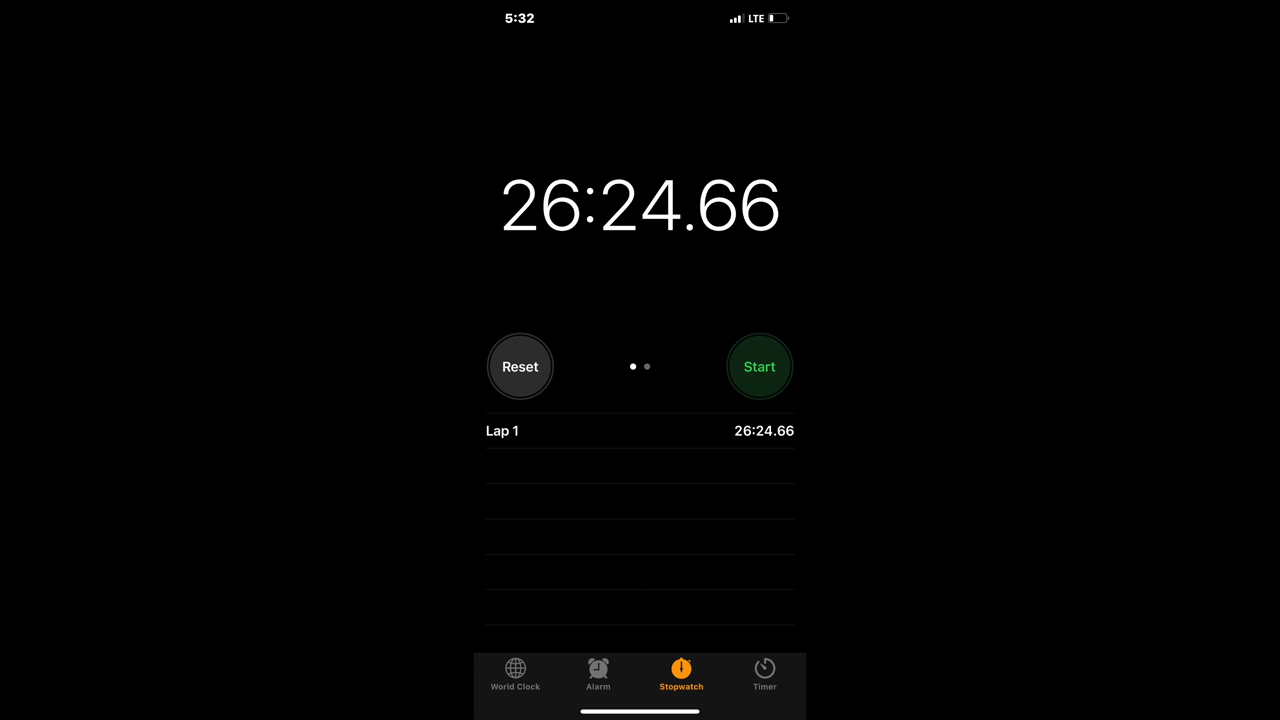 5:32 LTE
26:24.66
Reset Start
Lap 1 26:24.66
World Clock Alarm Stopwatch Timer